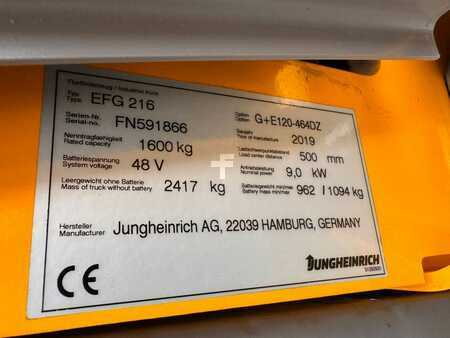 Flurförderzeug / Industrial truck
Typ Type EFG 216 Option Option G+E120-464DZ
Serien-Nr. Serial-no. FN591866 Baujahr Year of manufacture 2019
Nenntragfähigkeit Rated capacity 1600 kg Lastschwerpunktabstand Load center distance 500 mm
Batteriespannung System voltage 48 V Antriebsleistung Nominal power 9,0 kW
Leergewicht ohne Batterie Mass of truck without battery 2417 kg Batteriegewicht min/max Battery mass min/max 962 / 1094 kg
Hersteller Manufacturer Jungheinrich AG, 22039 HAMBURG, GERMANY
CE JUNGHEINRICH